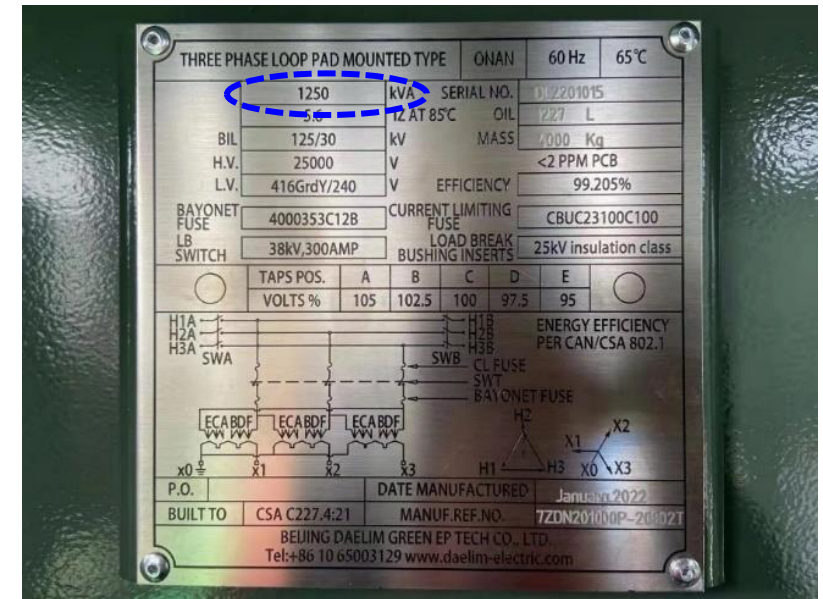 THREE PHASE LOOP PAD MOUNTED TYPE ONAN 60 Hz 65℃
1250 kVA SERIAL NO. DL2201015
5.6 IZ AT 85℃ OIL 227 L
BIL 125/30 kV MASS 4000 Kg
H.V. 25000 V <2 PPM PCB
L.V. 416GrdY/240 V EFFICIENCY 99.205%
BAYONET FUSE 4000353C12B CURRENT LIMITING FUSE CBUC23100C100
LB SWITCH 38kV,300AMP LOAD BREAK BUSHING INSERTS 25kV insulation class
TAPS POS. A B C D E
VOLTS % 105 102.5 100 97.5 95
H1A H1B ENERGY EFFICIENCY
H2A H2B PER CAN/CSA 802.1
H3A H3B
SWA SWB
CL FUSE
SWT
BAYONET FUSE
ECABDF ECABDF ECABDF
H2 X1 X2
x0 X1 X2 X3 H1 H3 X0 X3
P.O. DATE MANUFACTURED January 2022
BUILT TO CSA C227.4:21 MANUF.REF.NO.
BEIJING DAELIM GREEN EP TECH CO., LTD.
Tel:+86 10 65003129 www.daelim-electric.com